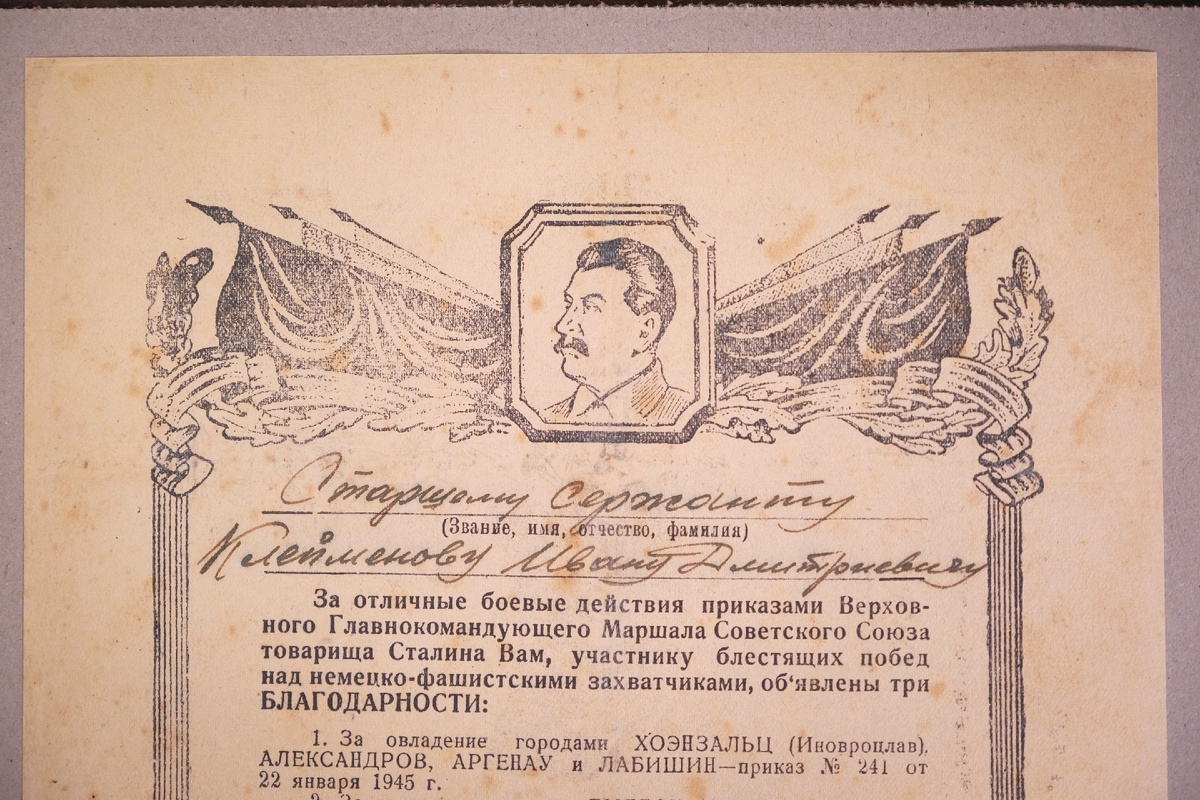 Старшему сержанту
(Звание, имя, отчество, фамилия)
Клейменову Ивану Дмитриевичу
За отличные боевые действия приказами Верхов-
ного Главнокомандующего Маршала Советского Союза
товарища Сталина Вам, участнику блестящих побед
над немецко-фашистскими захватчиками, об‘явлены три
БЛАГОДАРНОСТИ:
1. За овладение городами ХОЭНЗАЛЬЦ (Иновроцлав),
АЛЕКСАНДРОВ, АРГЕНАУ и ЛАБИШИН—приказ № 241 от
22 января 1945 г.